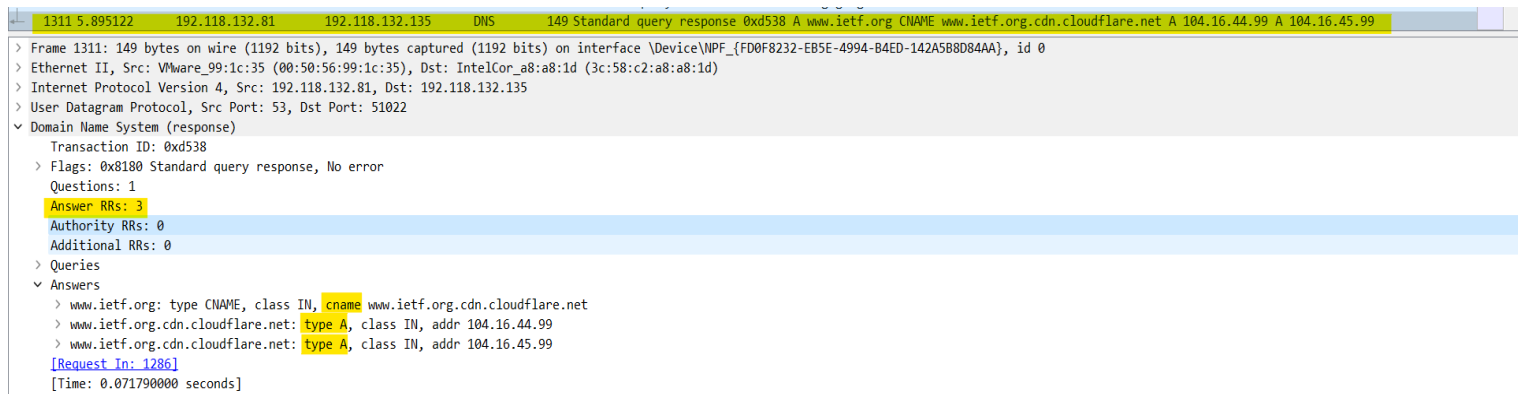 1311 5.895122 192.118.132.81 192.118.132.135 DNS 149 Standard query response 0xd538 A www.ietf.org CNAME www.ietf.org.cdn.cloudflare.net A 104.16.44.99 A 104.16.45.99
> Frame 1311: 149 bytes on wire (1192 bits), 149 bytes captured (1192 bits) on interface \Device\NPF_{FD0F8232-EB5E-4994-B4ED-142A5B8D84AA}, id 0
> Ethernet II, Src: VMware_99:1c:35 (00:50:56:99:1c:35), Dst: IntelCor_a8:a8:1d (3c:58:c2:a8:a8:1d)
> Internet Protocol Version 4, Src: 192.118.132.81, Dst: 192.118.132.135
> User Datagram Protocol, Src Port: 53, Dst Port: 51022
Domain Name System (response)
Transaction ID: 0xd538
> Flags: 0x8180 Standard query response, No error
Questions: 1
Answer RRs: 3
Authority RRs: 0
Additional RRs: 0
> Queries
Answers
> www.ietf.org: type CNAME, class IN, cname www.ietf.org.cdn.cloudflare.net
> www.ietf.org.cdn.cloudflare.net: type A, class IN, addr 104.16.44.99
> www.ietf.org.cdn.cloudflare.net: type A, class IN, addr 104.16.45.99
[Request In: 1286]
[Time: 0.071790000 seconds]